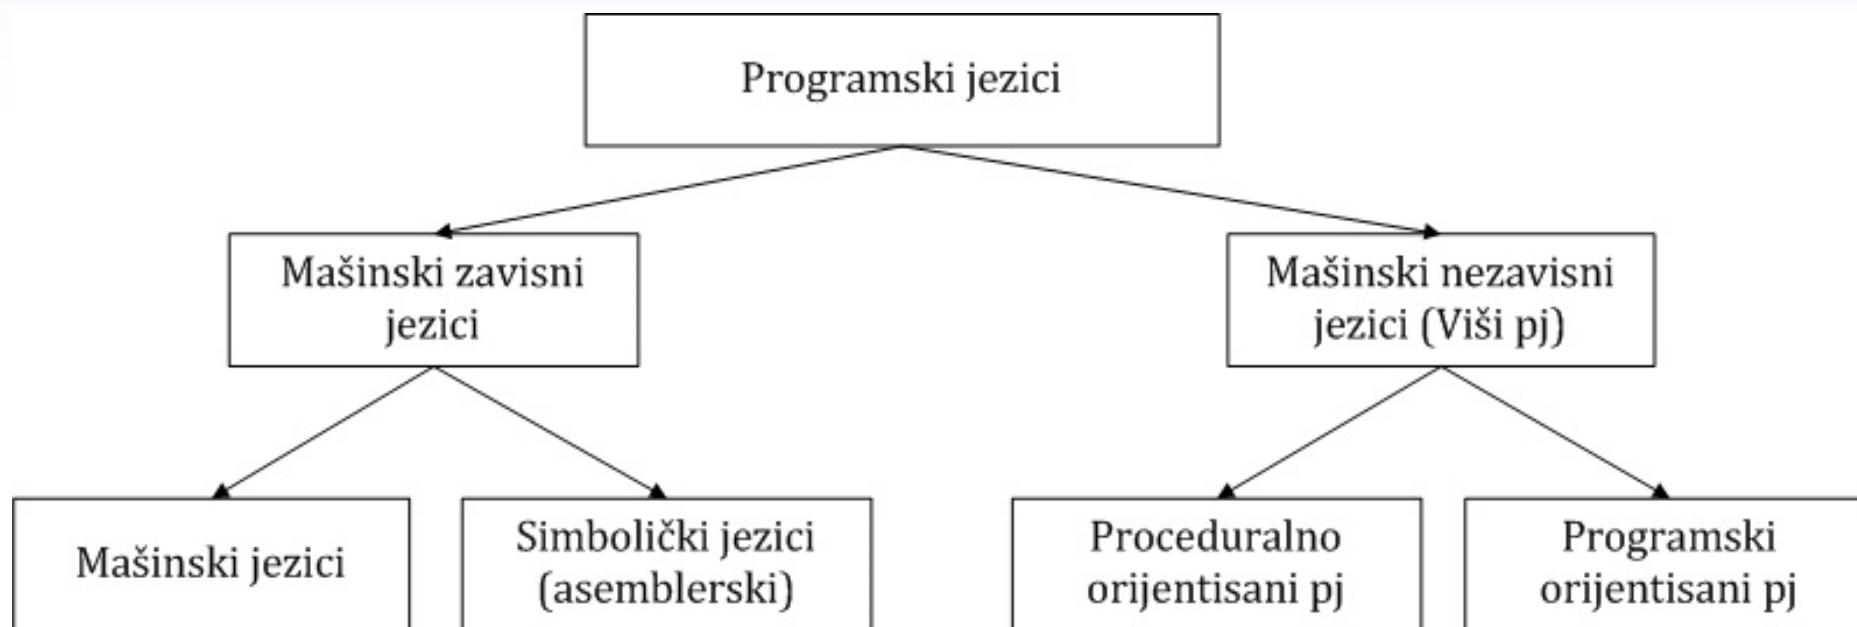 Programski jezici
Mašinski zavisni
jezici
Mašinski nezavisni
jezici (Viši pj)
Mašinski jezici
Simbolički jezici
(asemblerski)
Proceduralno
orijentisani pj
Programski
orijentisani pj